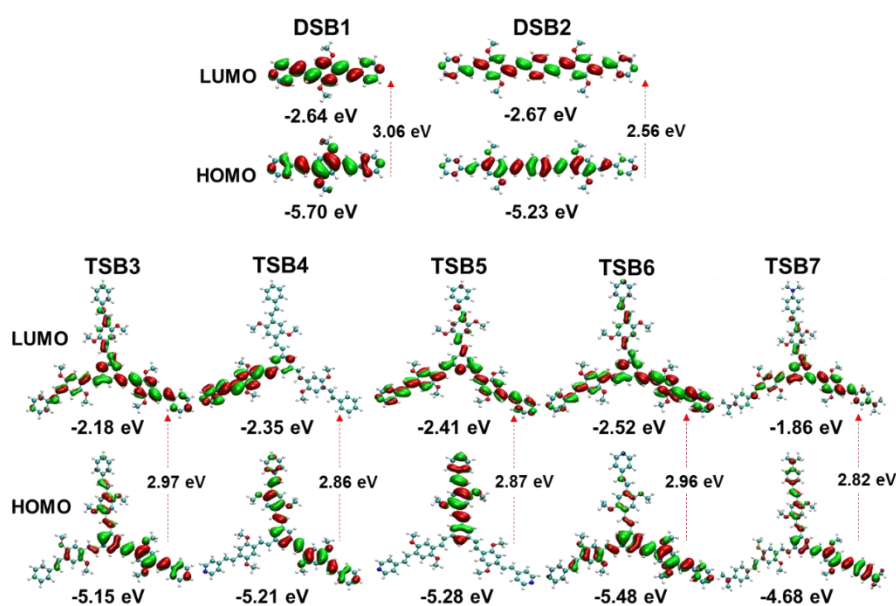 DSB1 DSB2
LUMO
-2.64 eV -2.67 eV
3.06 eV 2.56 eV
HOMO
-5.70 eV -5.23 eV
TSB3 TSB4 TSB5 TSB6 TSB7
LUMO
-2.18 eV -2.35 eV -2.41 eV -2.52 eV -1.86 eV
2.97 eV 2.86 eV 2.87 eV 2.96 eV 2.82 eV
HOMO
-5.15 eV -5.21 eV -5.28 eV -5.48 eV -4.68 eV